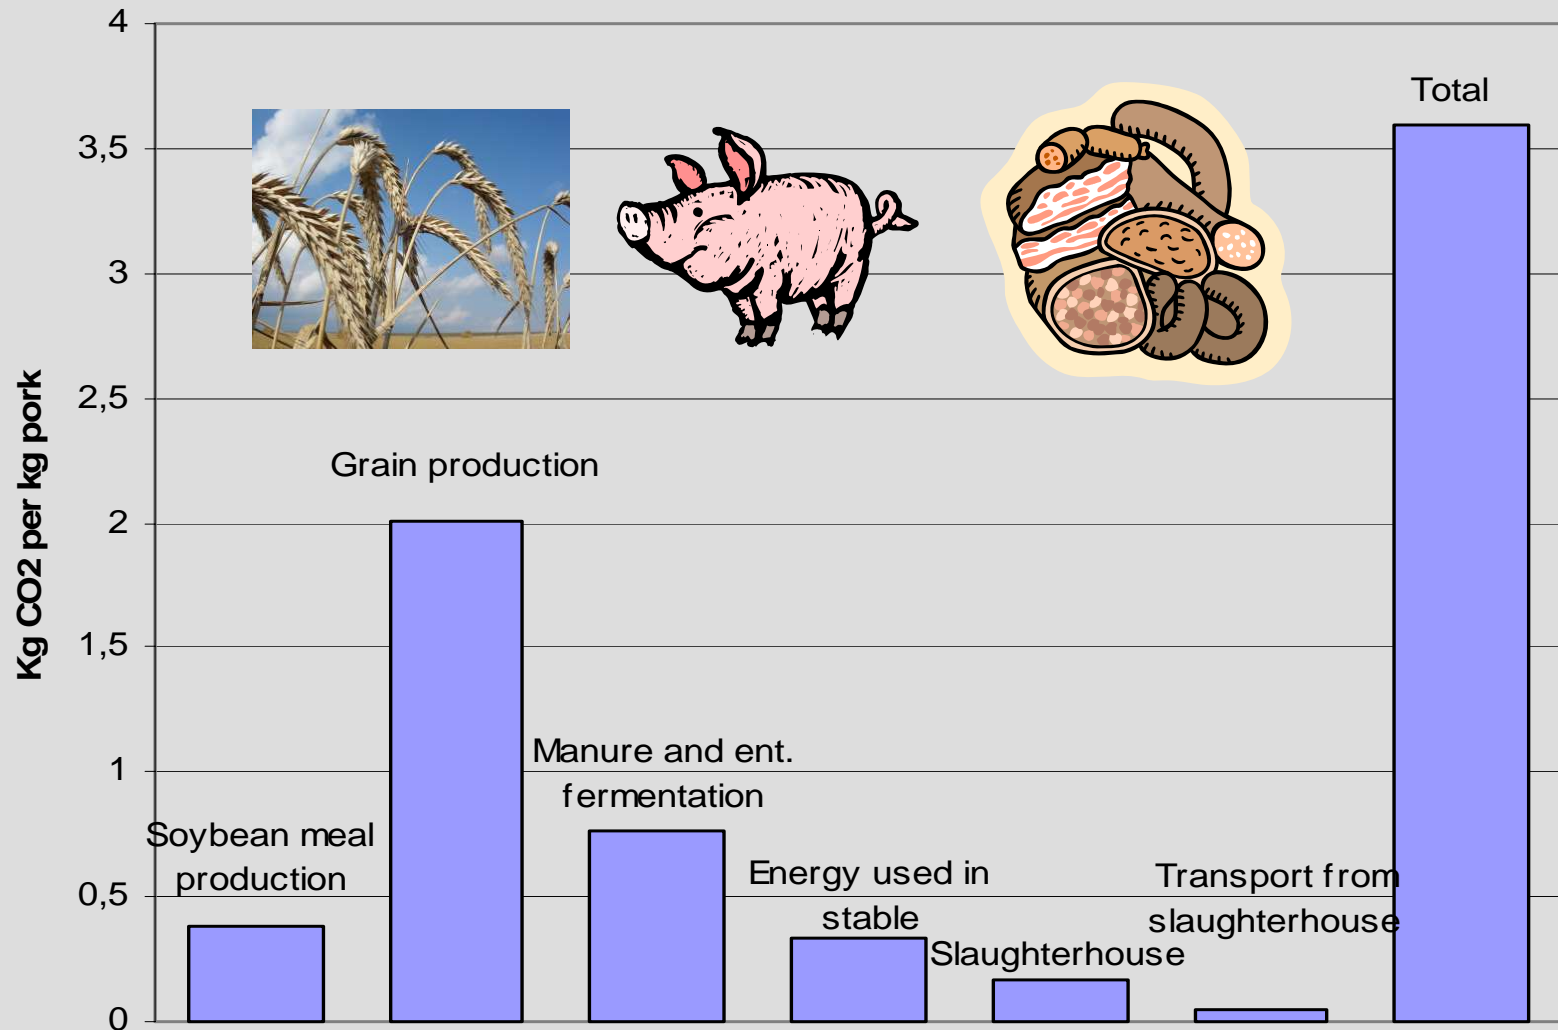 4
3,5
3
2,5
2
1,5
1
0,5
0
Kg CO2 per kg pork
Soybean meal
production
Grain production
Manure and ent.
fermentation
Energy used in
stable
Slaughterhouse
Transport from
slaughterhouse
Total